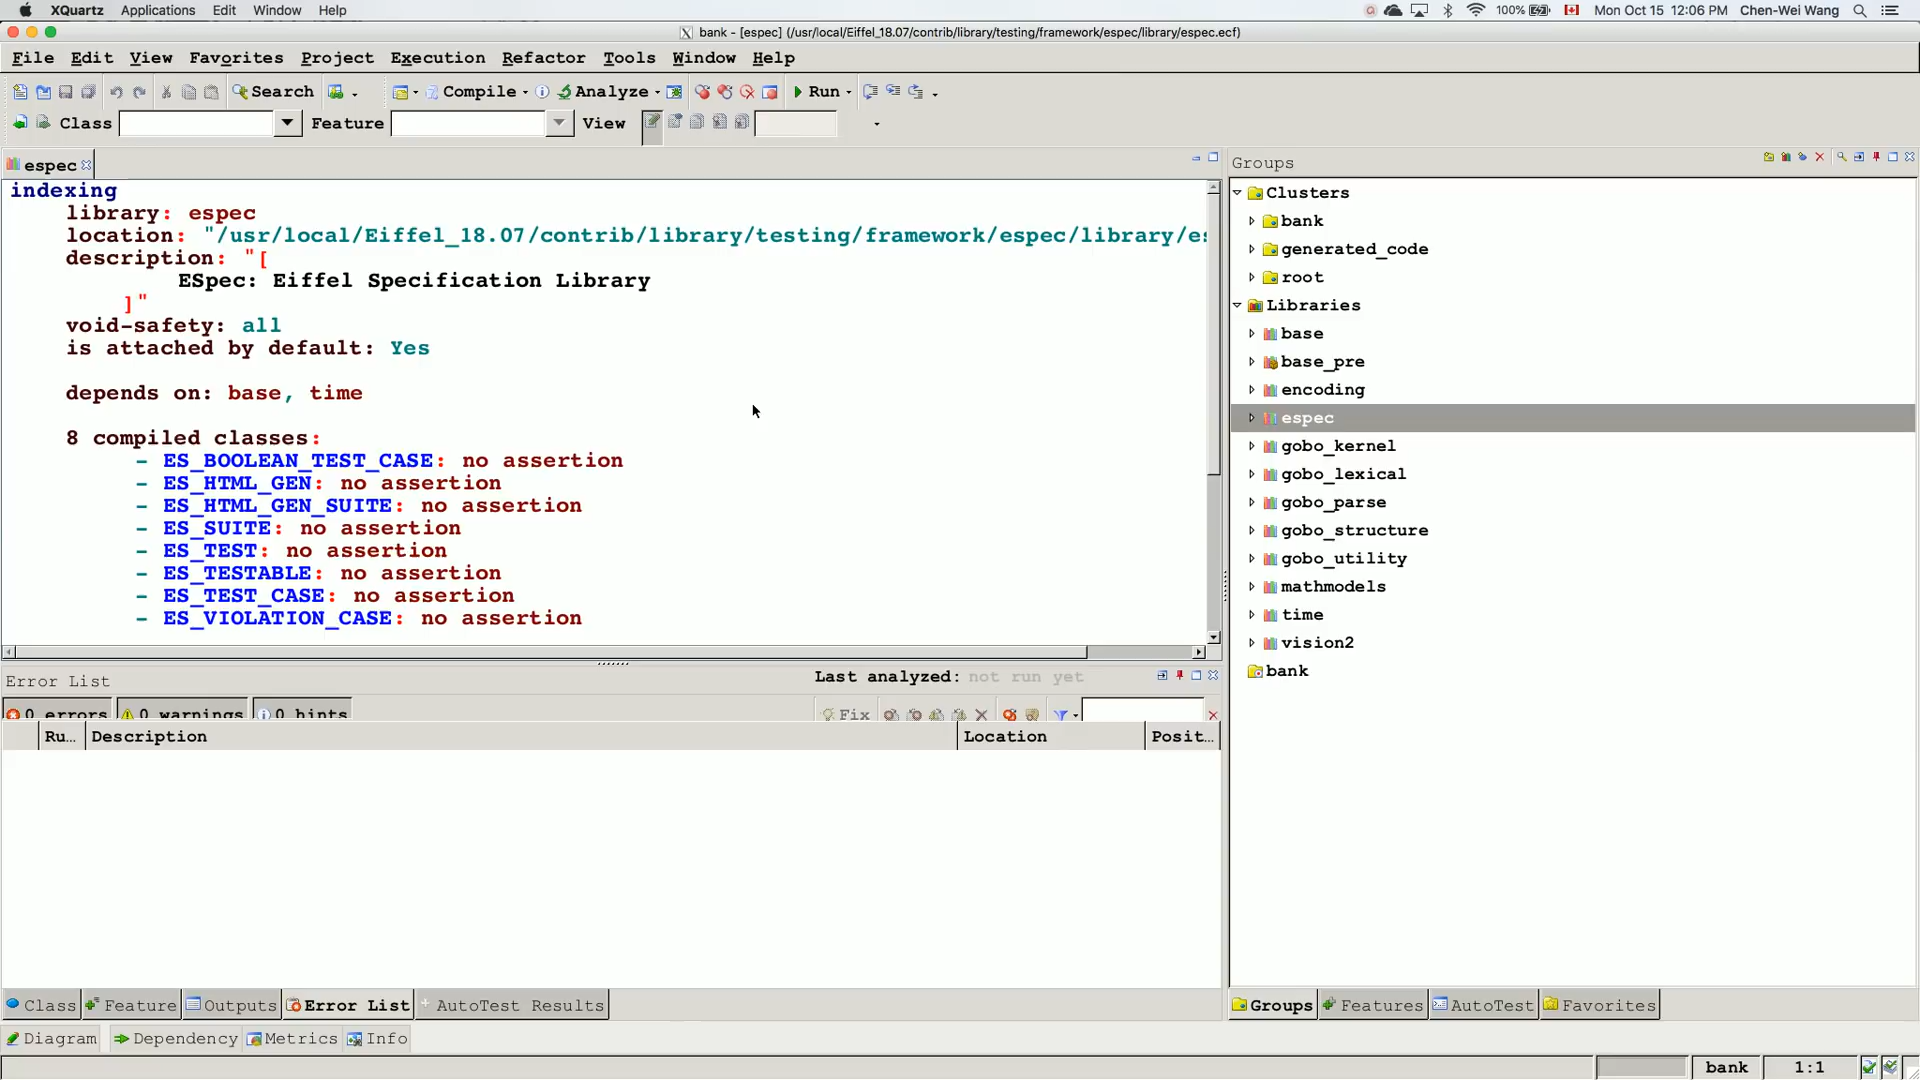 XQuartz Applications Edit Window Help 100% Mon Oct 15 12:06 PM Chen-Wei Wang
bank - [espec] (/usr/local/Eiffel_18.07/contrib/library/testing/framework/espec/library/espec.ecf)
File Edit View Favorites Project Execution Refactor Tools Window Help
Search Compile Analyze Run
Class Feature View
espec
indexing
library: espec
location: "/usr/local/Eiffel_18.07/contrib/library/testing/framework/espec/library/es
description: "[
ESpec: Eiffel Specification Library
]"
void-safety: all
is attached by default: Yes
depends on: base, time
8 compiled classes:
- ES_BOOLEAN_TEST_CASE: no assertion
- ES_HTML_GEN: no assertion
- ES_HTML_GEN_SUITE: no assertion
- ES_SUITE: no assertion
- ES_TEST: no assertion
- ES_TESTABLE: no assertion
- ES_TEST_CASE: no assertion
- ES_VIOLATION_CASE: no assertion
Groups
Clusters
bank
generated_code
root
Libraries
base
base_pre
encoding
espec
gobo_kernel
gobo_lexical
gobo_parse
gobo_structure
gobo_utility
mathmodels
time
vision2
bank
Error List Last analyzed: not run yet
0 errors 0 warnings 0 hints Fix
Ru... Description Location Posit...
Class Feature Outputs Error List AutoTest Results
Groups Features AutoTest Favorites
Diagram Dependency Metrics Info
bank 1:1